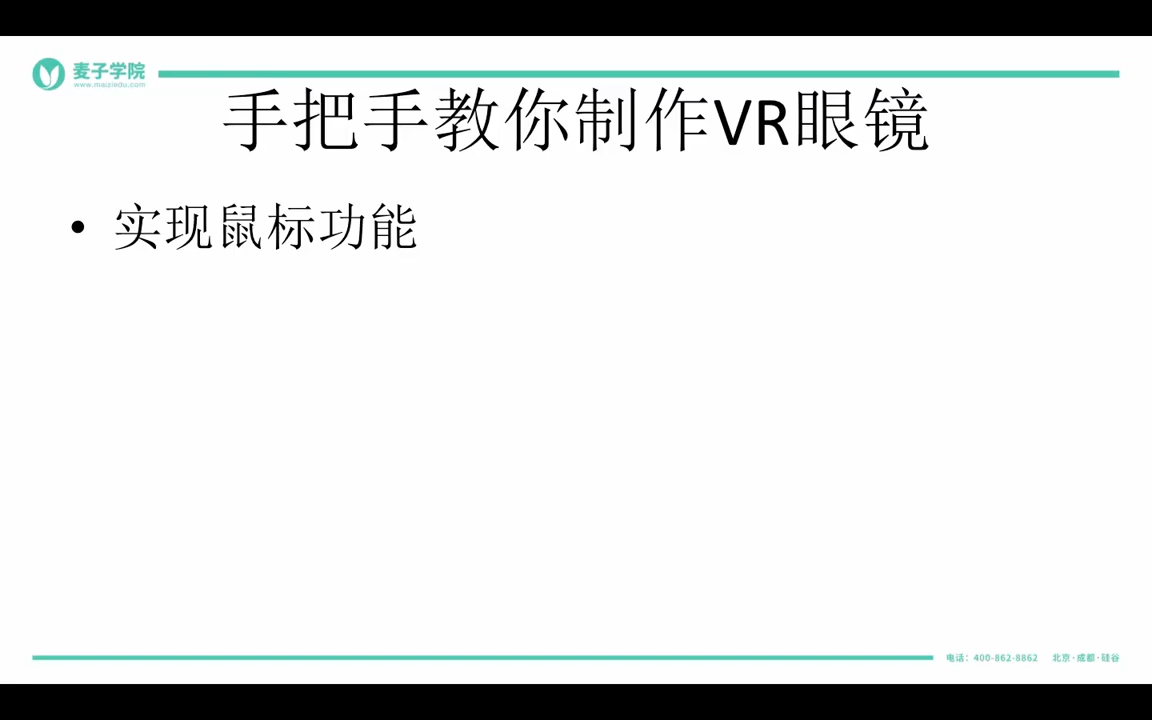 麦子学院
www.maiziedu.com
手把手教你制作VR眼镜
• 实现鼠标功能
电话：400-862-8862 北京·成都·硅谷